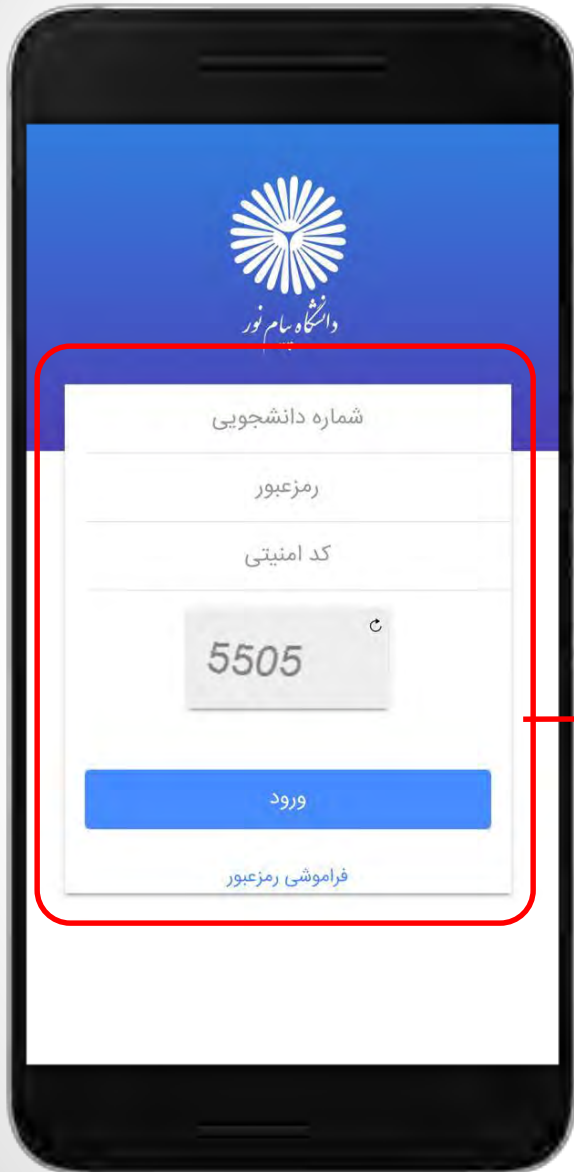 دانشگاه پیام نور
شماره دانشجویی
رمزعبور
کد امنیتی
5505
ورود
فراموشی رمزعبور